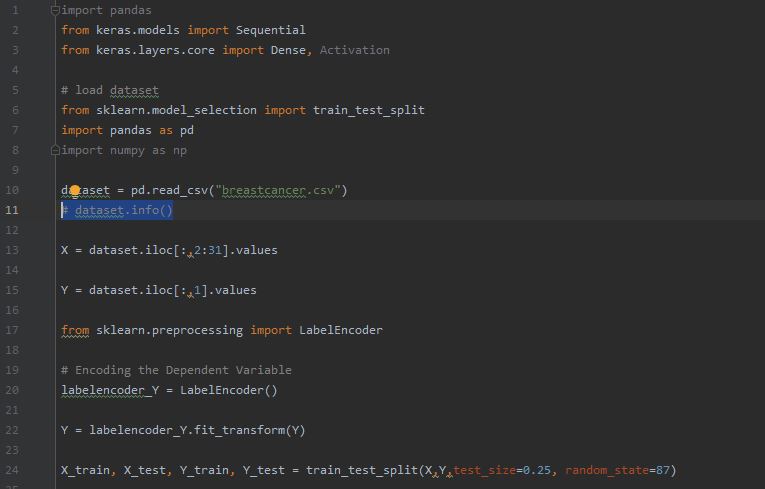 1 import pandas
2 from keras.models import Sequential
3 from keras.layers.core import Dense, Activation
4
5 # load dataset
6 from sklearn.model_selection import train_test_split
7 import pandas as pd
8 import numpy as np
9
10 dataset = pd.read_csv("breastcancer.csv")
11 # dataset.info()
12
13 X = dataset.iloc[:,2:31].values
14
15 Y = dataset.iloc[:,1].values
16
17 from sklearn.preprocessing import LabelEncoder
18
19 # Encoding the Dependent Variable
20 labelencoder_Y = LabelEncoder()
21
22 Y = labelencoder_Y.fit_transform(Y)
23
24 X_train, X_test, Y_train, Y_test = train_test_split(X,Y,test_size=0.25, random_state=87)